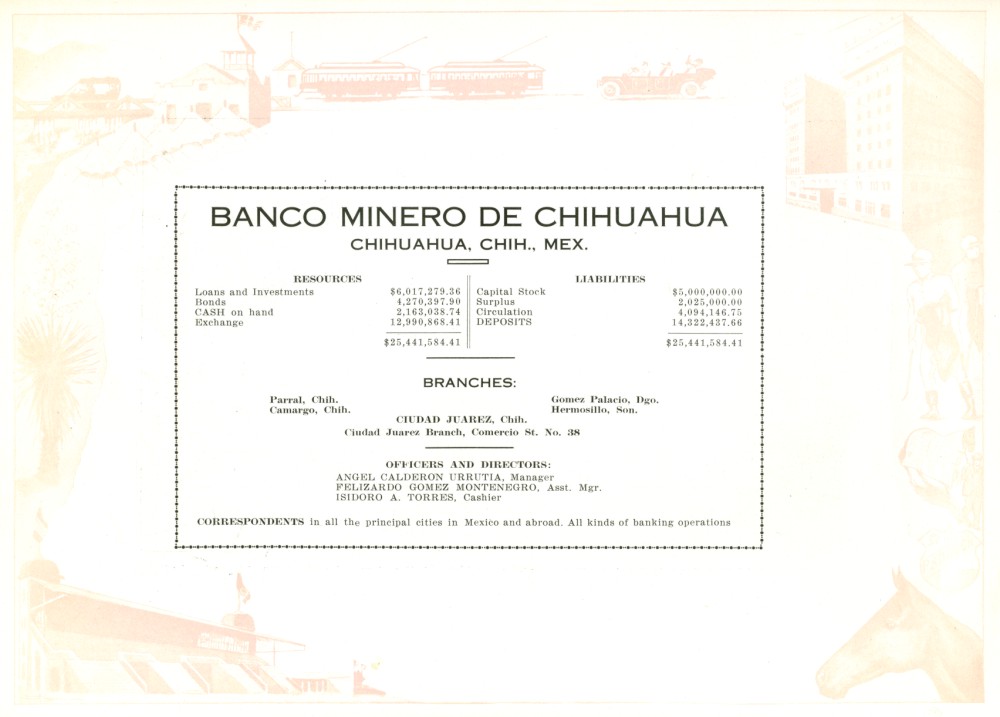 BANCO MINERO DE CHIHUAHUA
CHIHUAHUA, CHIH., MEX.
RESOURCES
Loans and Investments $6,017,279.36
Bonds 4,270,397.90
CASH on hand 2,163,038.74
Exchange 12,990,868.41
$25,441,584.41
LIABILITIES
Capital Stock $5,000,000.00
Surplus 2,025,000.00
Circulation 4,094,146.75
DEPOSITS 14,322,437.66
$25,441,584.41
BRANCHES:
Parral, Chih. Gomez Palacio, Dgo.
Camargo, Chih. Hermosillo, Son.
CIUDAD JUAREZ, Chih.
Ciudad Juarez Branch, Comercio St. No. 38
OFFICERS AND DIRECTORS:
ANGEL CALDERON URRUTIA, Manager
FELIZARDO GOMEZ MONTENEGRO, Asst. Mgr.
ISIDORO A. TORRES, Cashier
CORRESPONDENTS in all the principal cities in Mexico and abroad. All kinds of banking operations